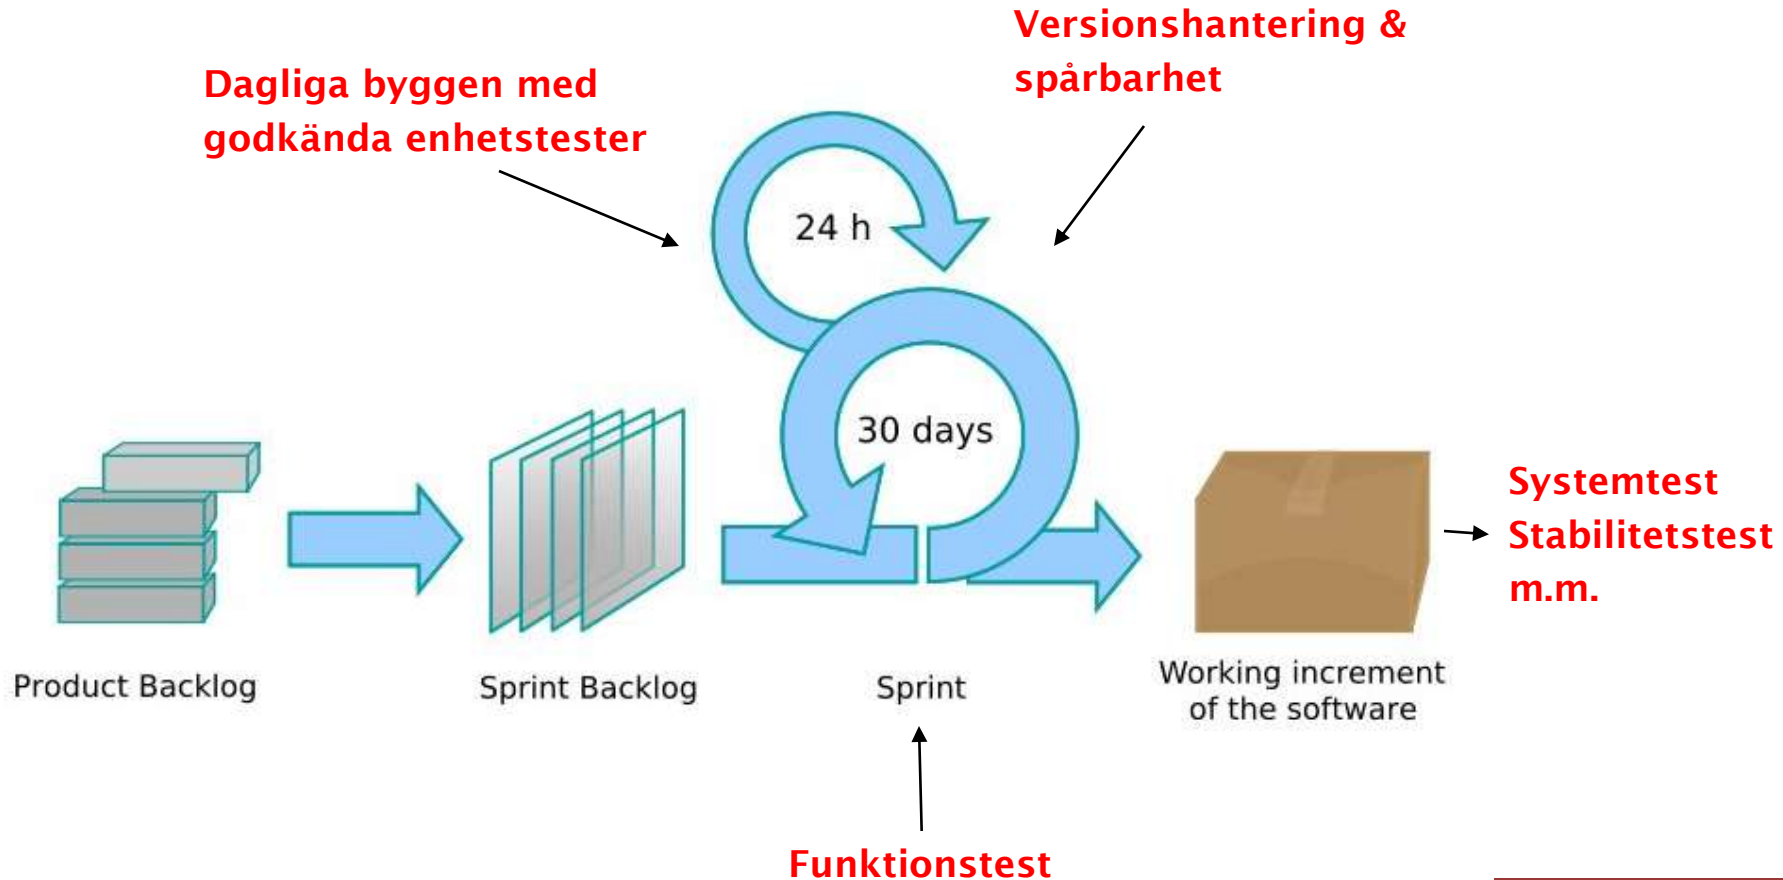 Versionshantering &
spårbarhet
Dagliga byggen med
godkända enhetstester
24 h
30 days
Systemtest
Stabilitetstest
m.m.
Product Backlog
Sprint Backlog
Sprint
Working increment
of the software
Funktionstest